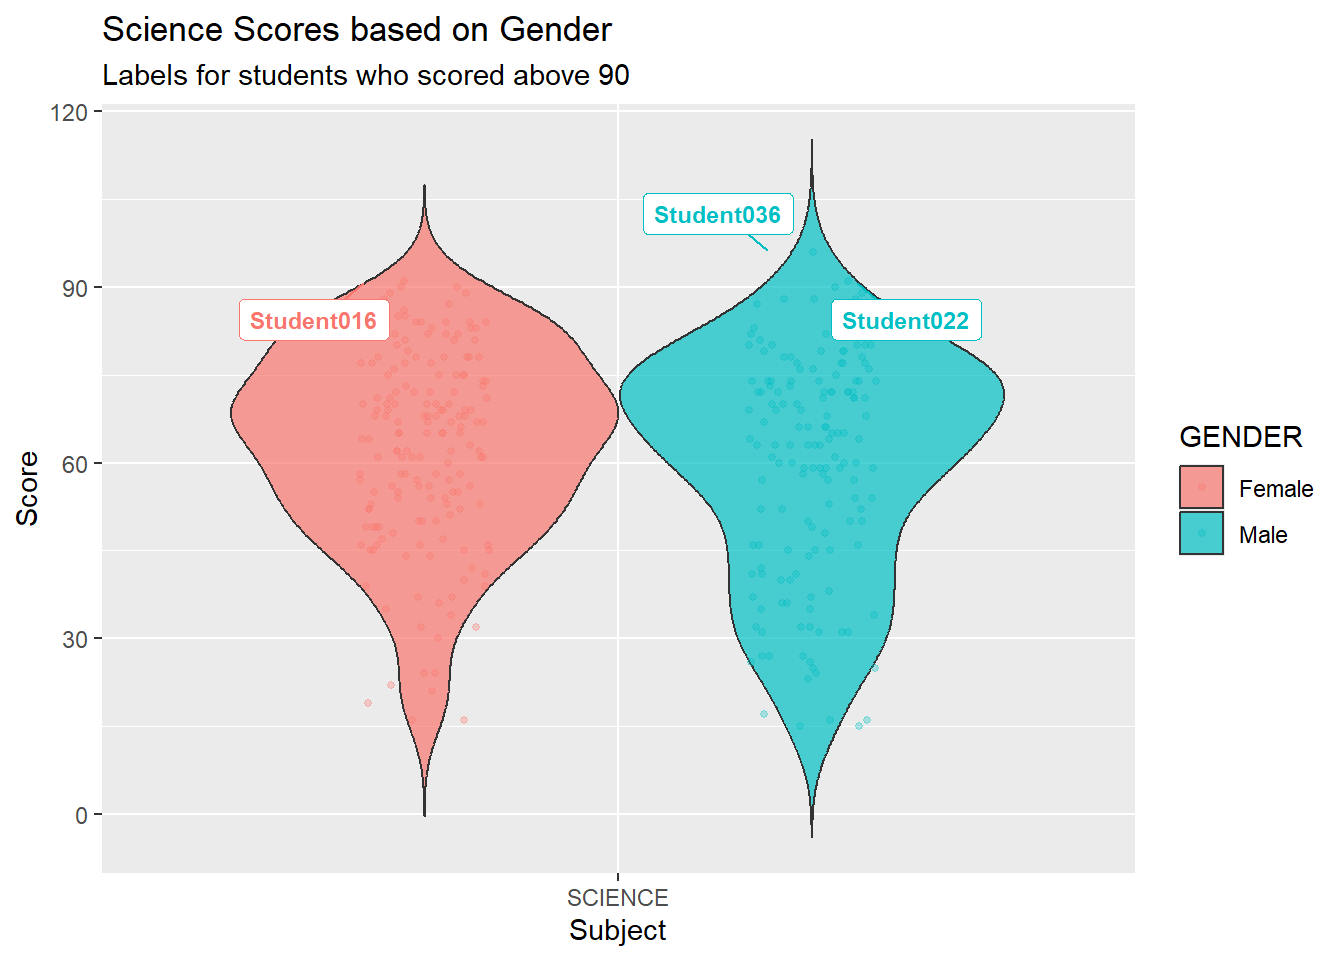 Science Scores based on Gender
Labels for students who scored above 90
120
90
60
30
0
Score
Student016
Student036
Student022
SCIENCE
Subject
GENDER
Female
Male